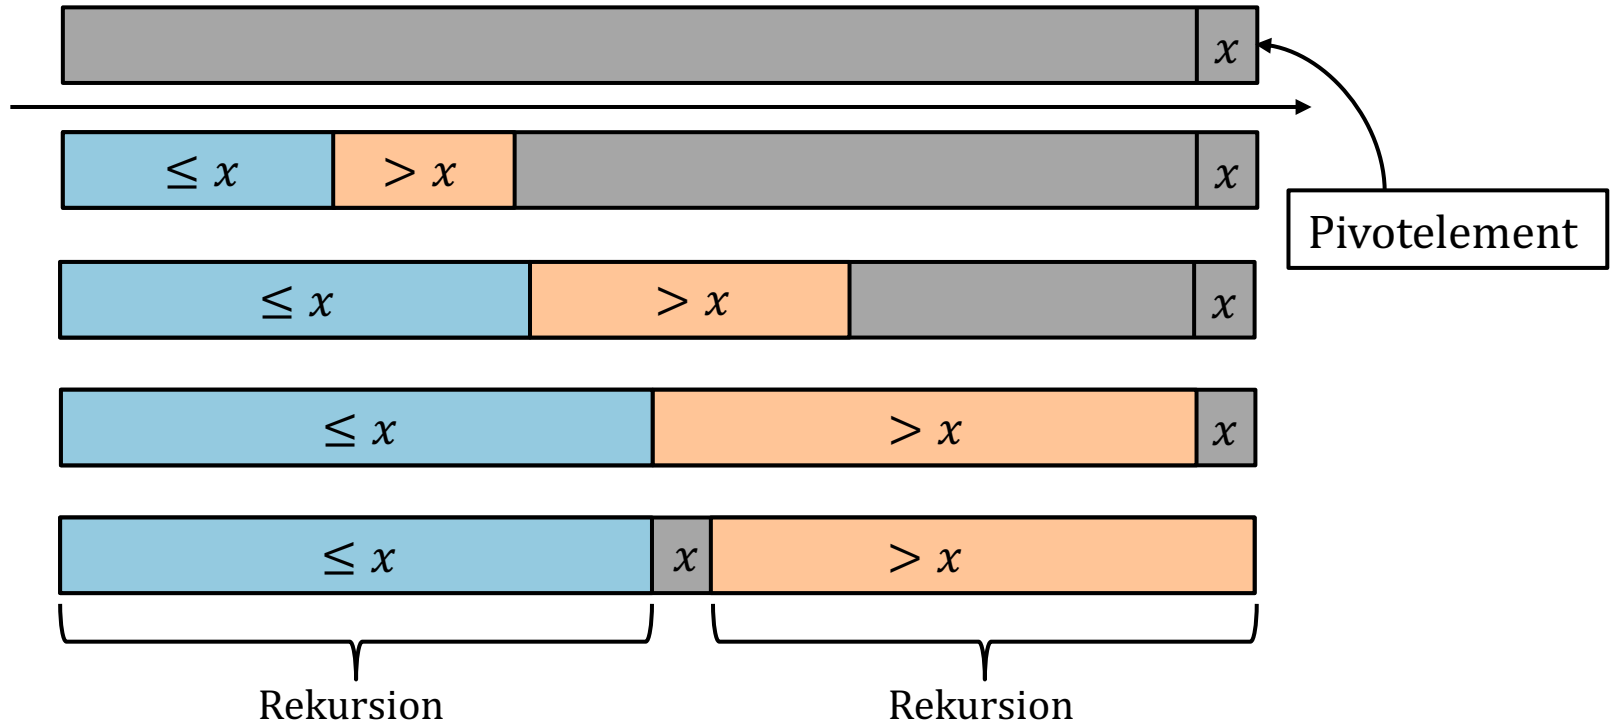 x
≤ x > x x
Pivotelement
≤ x > x x
≤ x > x x
≤ x x > x
Rekursion Rekursion